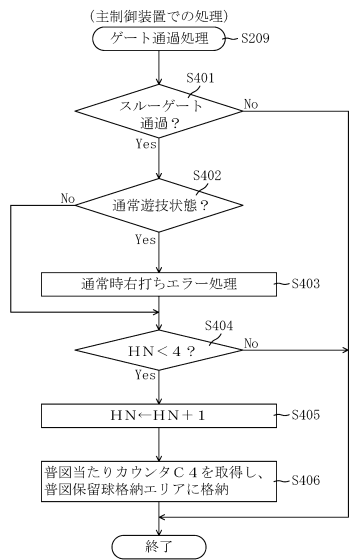 (主制御装置での処理)
ゲート通過処理
S209
S401
スルーゲート
通過?
No
Yes
S402
No
通常遊技状態?
Yes
通常時右打ちエラー処理
S403
S404
HN<4?
No
Yes
HN←HN+1
S405
普図当たりカウンタC4を取得し、
普図保留球格納エリアに格納
S406
終了